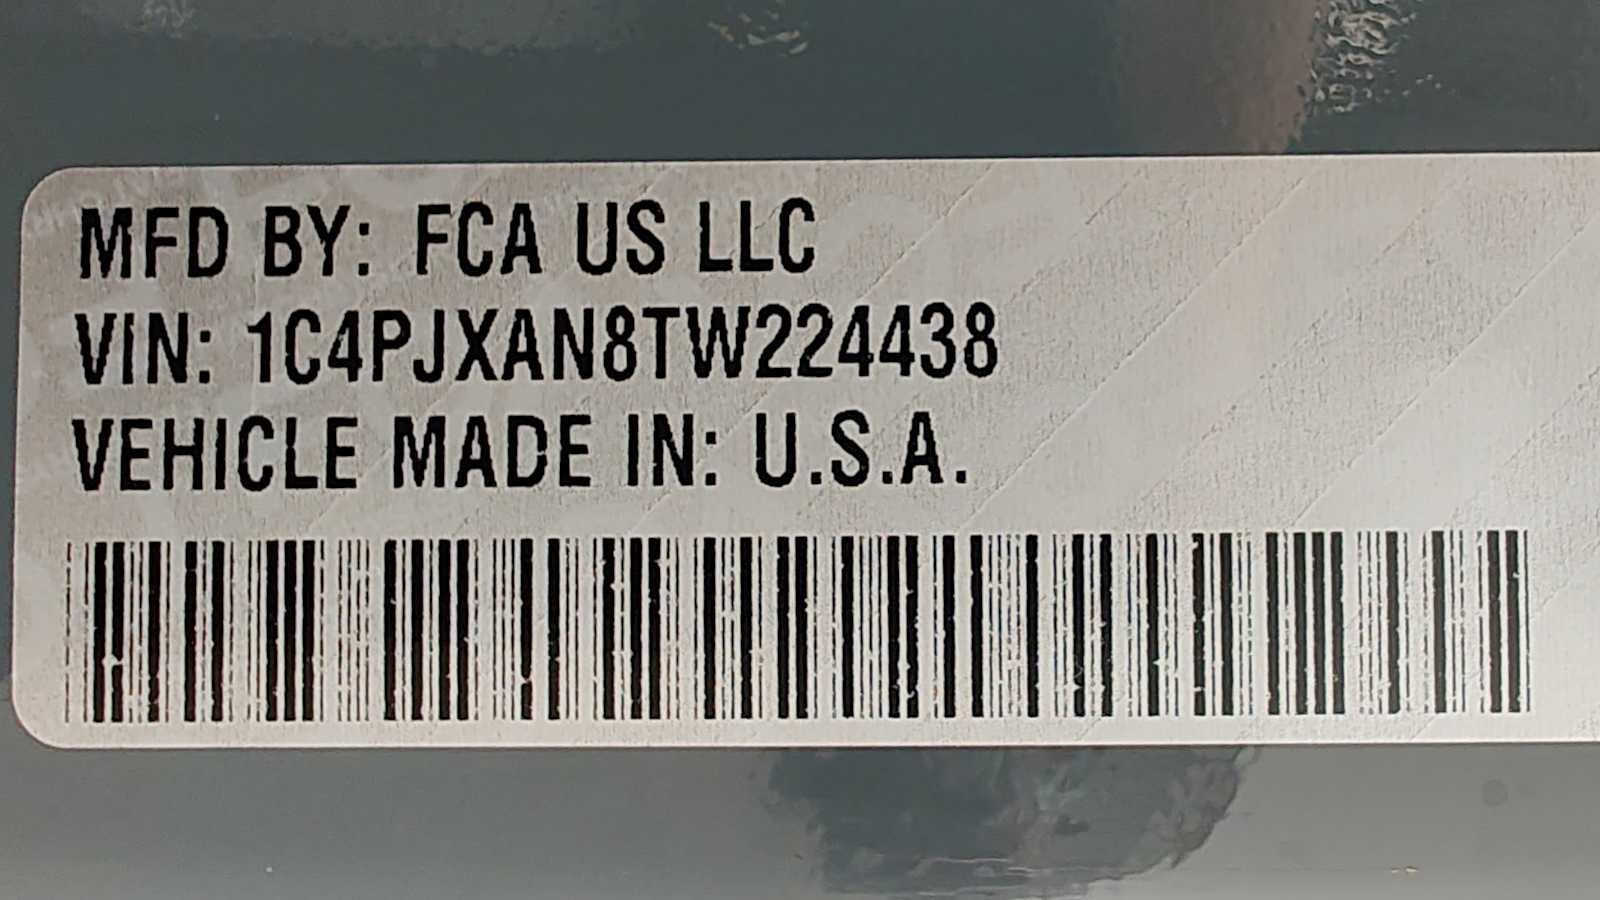 MFD BY: FCA US LLC
VIN: 1C4PJXAN8TW224438
VEHICLE MADE IN: U.S.A.